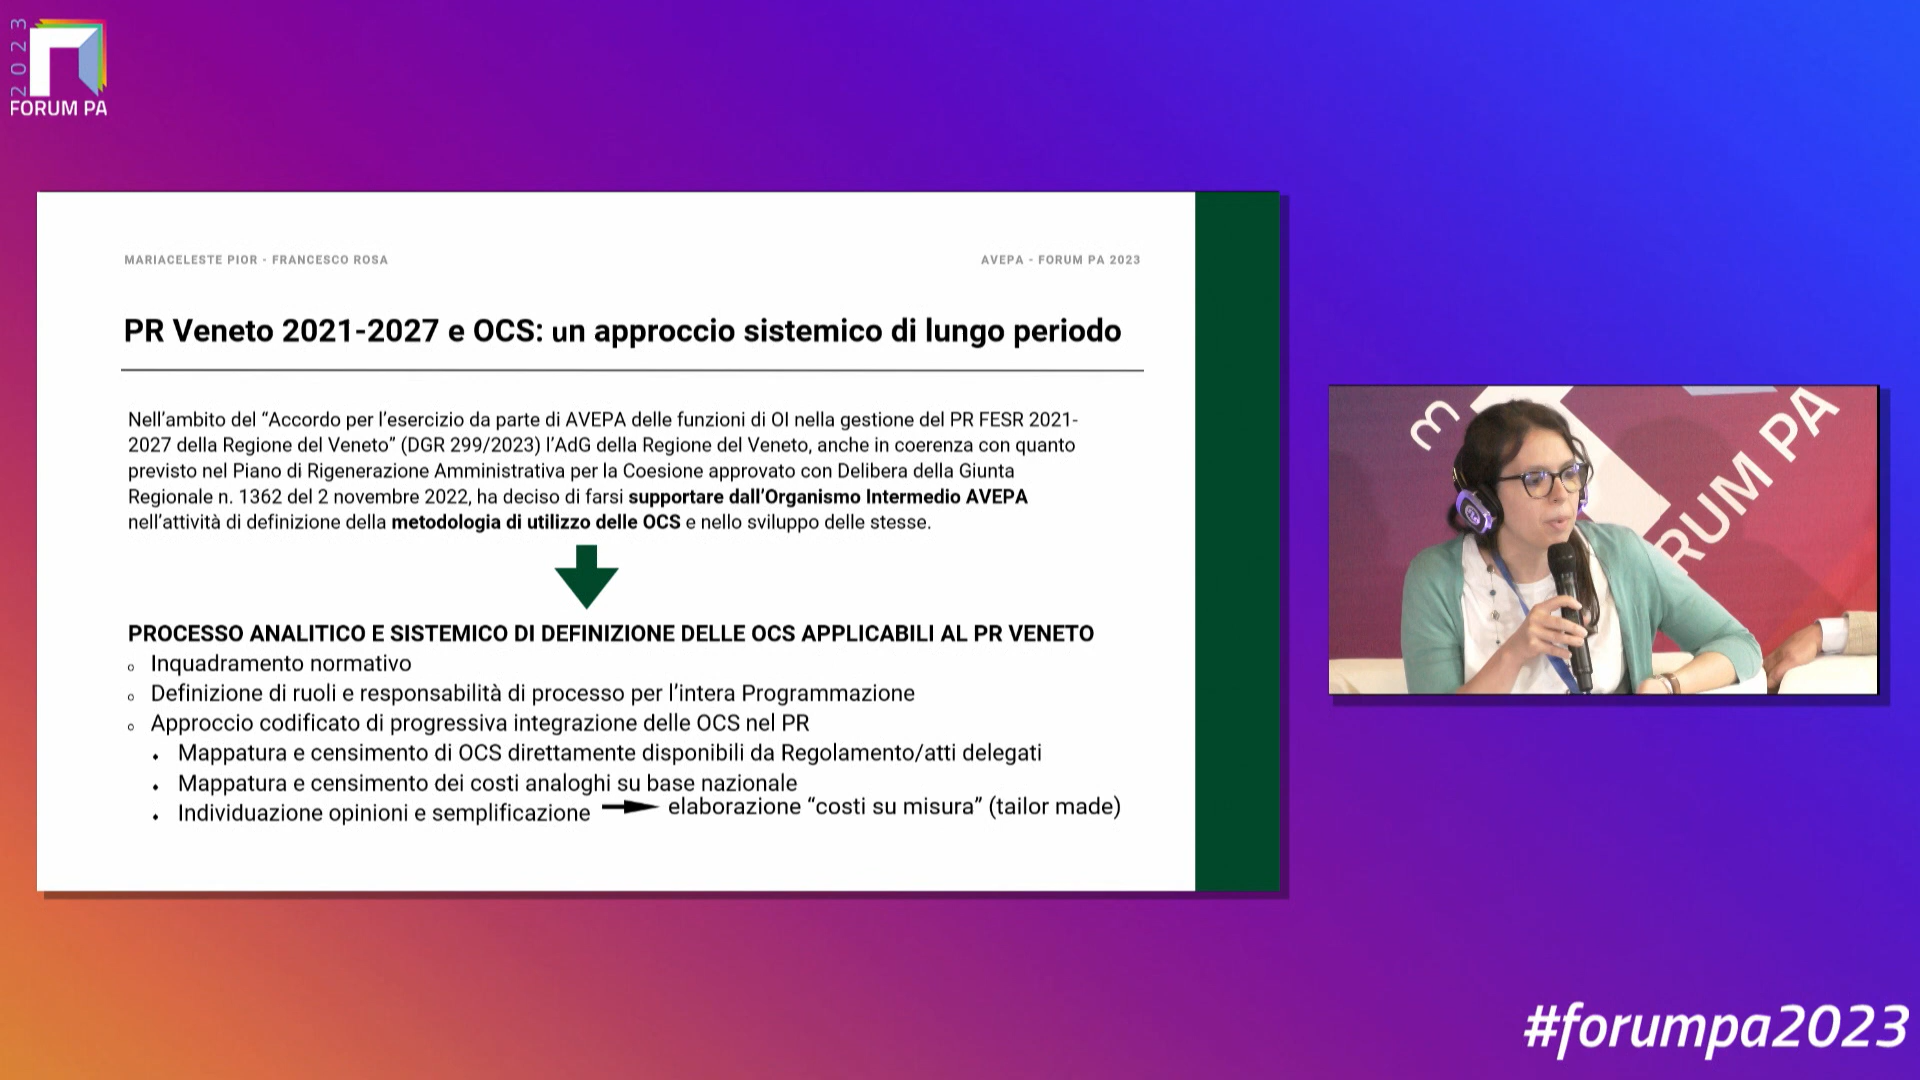 2023
FORUM PA
MARIACELESTE PIOR - FRANCESCO ROSA
AVEPA - FORUM PA 2023
PR Veneto 2021-2027 e OCS: un approccio sistemico di lungo periodo
Nell’ambito del “Accordo per l’esercizio da parte di AVEPA delle funzioni di OI nella gestione del PR FESR 2021-
2027 della Regione del Veneto” (DGR 299/2023) l’AdG della Regione del Veneto, anche in coerenza con quanto
previsto nel Piano di Rigenerazione Amministrativa per la Coesione approvato con Delibera della Giunta
Regionale n. 1362 del 2 novembre 2022, ha deciso di farsi supportare dall’Organismo Intermedio AVEPA
nell’attività di definizione della metodologia di utilizzo delle OCS e nello sviluppo delle stesse.
PROCESSO ANALITICO E SISTEMICO DI DEFINIZIONE DELLE OCS APPLICABILI AL PR VENETO
Inquadramento normativo
Definizione di ruoli e responsabilità di processo per l’intera Programmazione
Approccio codificato di progressiva integrazione delle OCS nel PR
Mappatura e censimento di OCS direttamente disponibili da Regolamento/atti delegati
Mappatura e censimento dei costi analoghi su base nazionale
Individuazione opinioni e semplificazione
elaborazione “costi su misura” (tailor made)
3
RUM PA
#forumpa2023